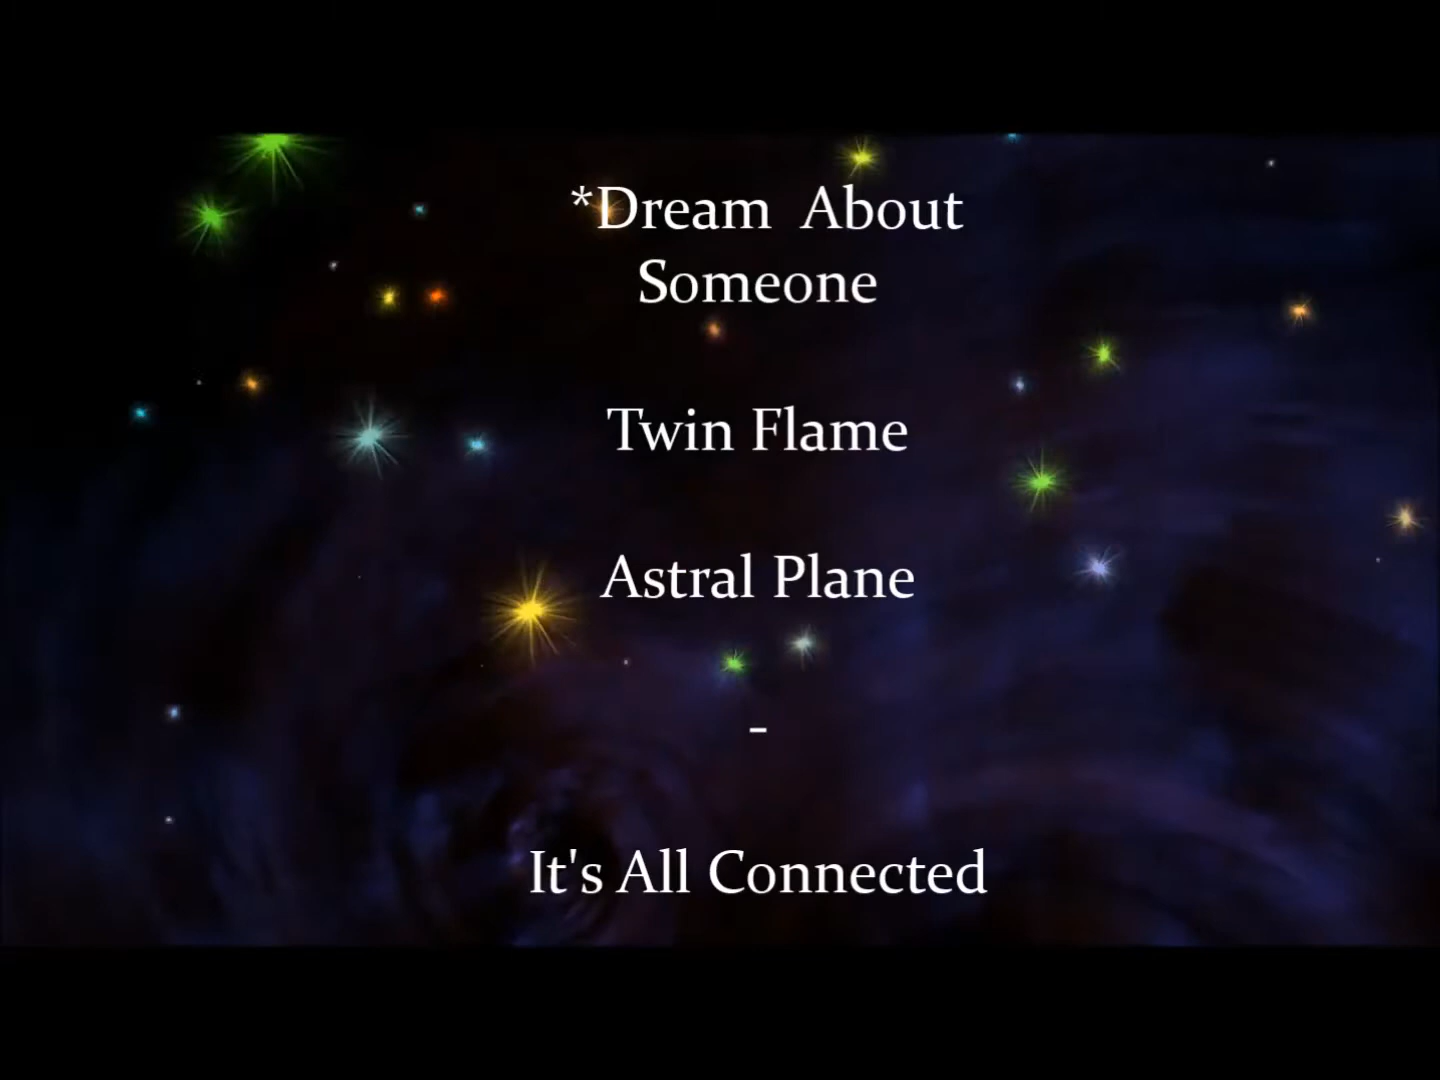 *Dream  About
Someone
Twin Flame
Astral Plane
-
It's All Connected